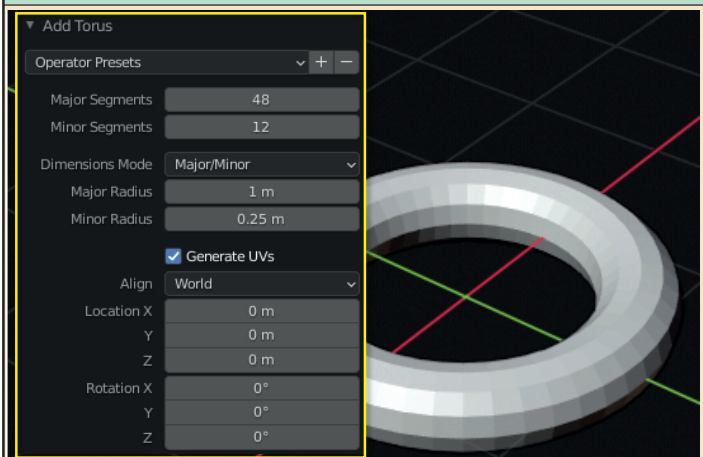 Add Torus
Operator Presets
Major Segments 48
Minor Segments 12
Dimensions Mode Major/Minor
Major Radius 1 m
Minor Radius 0.25 m
Generate UVs
Align World
Location X 0 m
Y 0 m
Z 0 m
Rotation X 0°
Y 0°
Z 0°